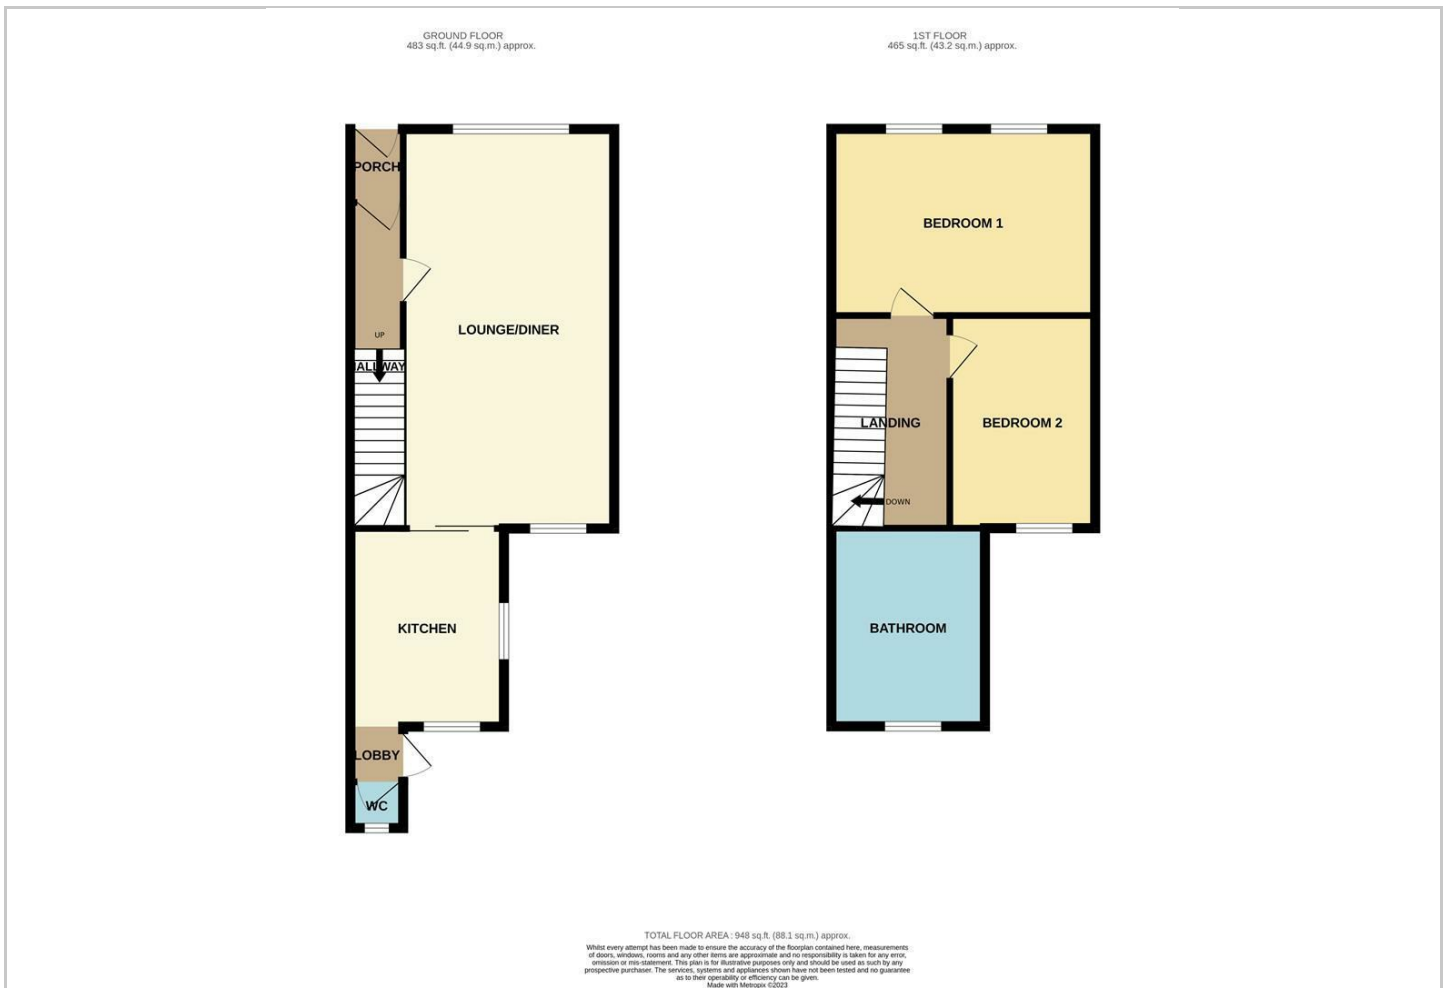 GROUND FLOOR
483 sq.ft. (44.9 sq.m.) approx.
PORCH
UP
HALLWAY
LOUNGE/DINER
KITCHEN
LOBBY
WC
1ST FLOOR
465 sq.ft. (43.2 sq.m.) approx.
BEDROOM 1
LANDING
BEDROOM 2
DOWN
BATHROOM
TOTAL FLOOR AREA : 948 sq.ft. (88.1 sq.m.) approx.
Whilst every attempt has been made to ensure the accuracy of the floorplan contained here, measurements
of doors, windows, rooms and any other items are approximate and no responsibility is taken for any error,
omission or mis-statement. This plan is for illustrative purposes only and should be used as such by any
prospective purchaser. The services, systems and appliances shown have not been tested and no guarantee
as to their operability or efficiency can be given.
Made with Metropix ©2023